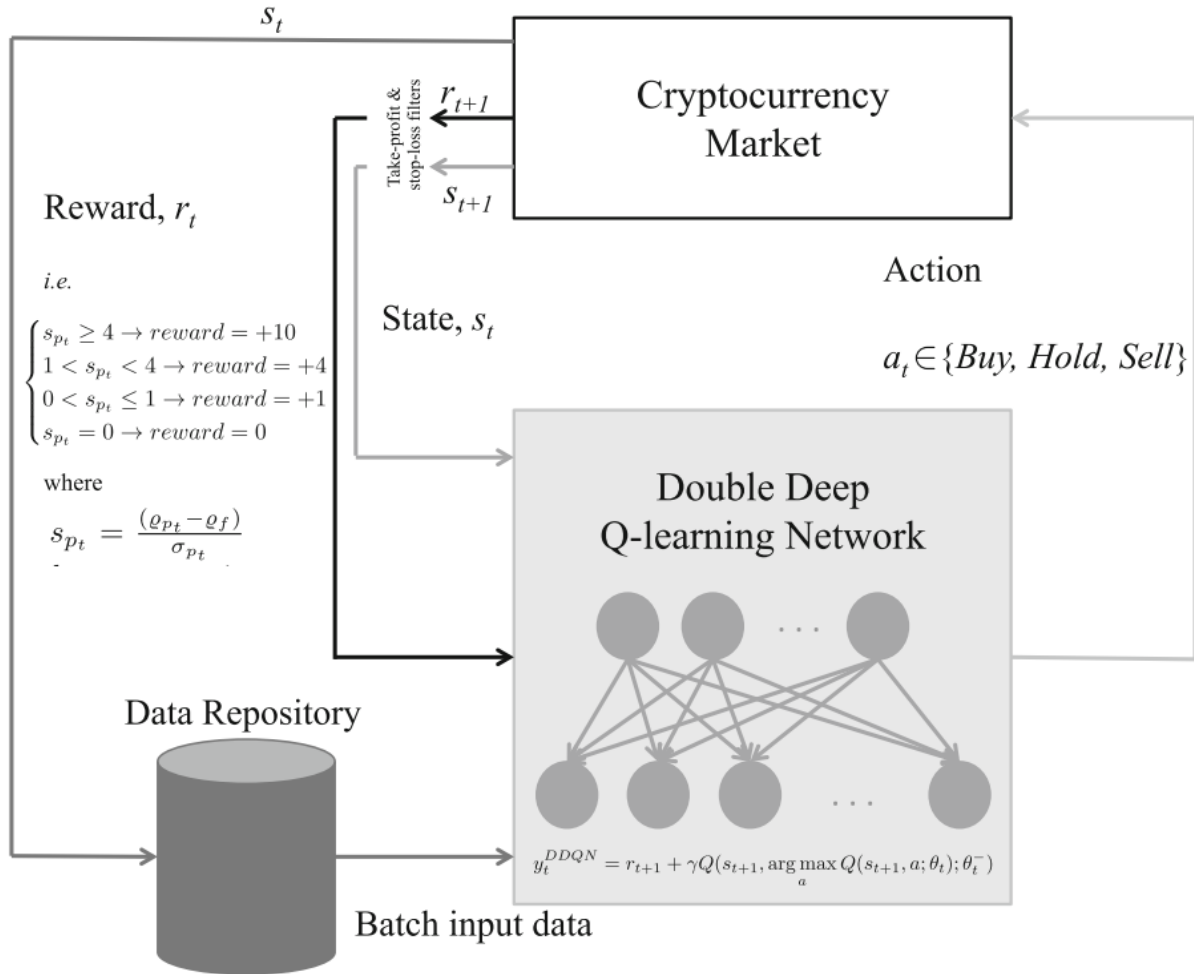 s_t
Cryptocurrency
Market
r_{t+1}
Take-profit &
stop-loss filters
s_{t+1}
Reward, r_t
i.e.
s_{p_t} ≥ 4 → reward = +10
1 < s_{p_t} < 4 → reward = +4
0 < s_{p_t} ≤ 1 → reward = +1
s_{p_t} = 0 → reward = 0
where
s_{p_t} = (ϱ_{p_t} − ϱ_f) / σ_{p_t}
State, s_t
Action
a_t ∈ {Buy, Hold, Sell}
Double Deep
Q-learning Network
. . .
. . .
y_t^{DDQN} = r_{t+1} + γQ(s_{t+1}, arg max_a Q(s_{t+1}, a; θ_t); θ_t^−)
Data Repository
Batch input data